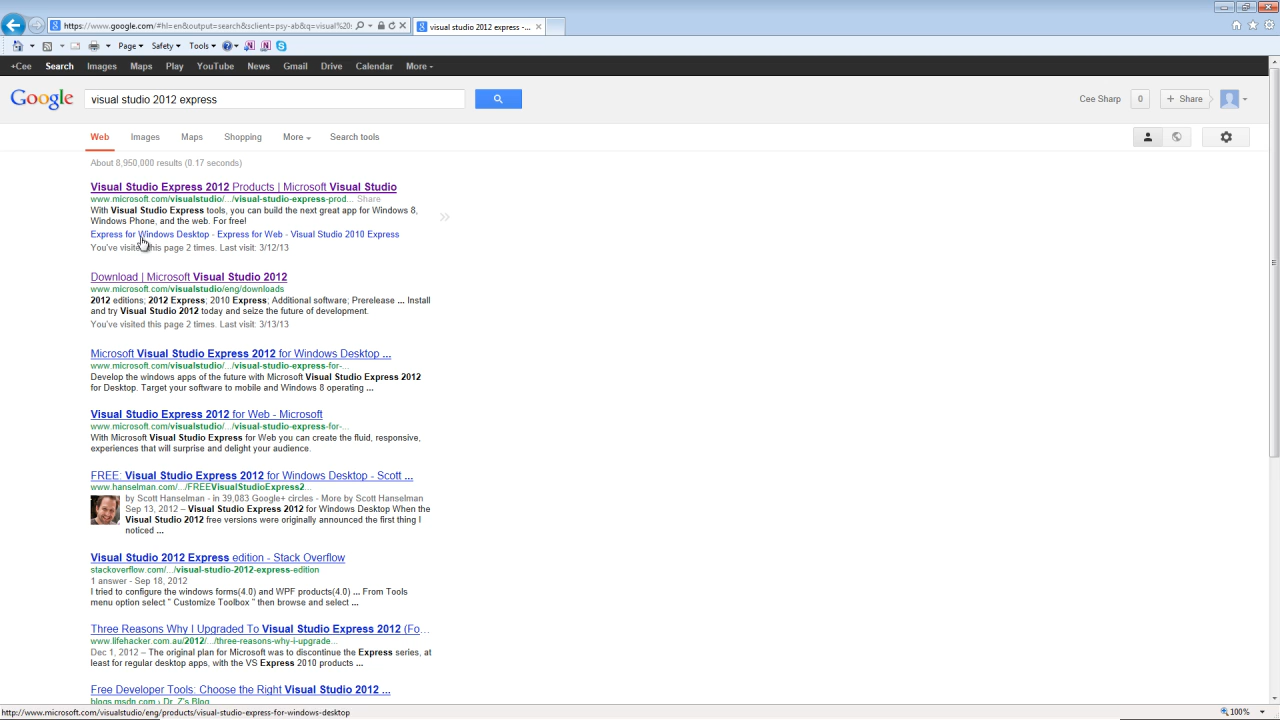 https://www.google.com/#hl=en&output=search&sclient=psy-ab&q=visual%20:
visual studio 2012 express -...
Page
Safety
Tools
+Cee Search Images Maps Play YouTube News Gmail Drive Calendar More
Google
visual studio 2012 express
Cee Sharp 0 + Share
Web Images Maps Shopping More Search tools
About 8,950,000 results (0.17 seconds)
Visual Studio Express 2012 Products | Microsoft Visual Studio
www.microsoft.com/visualstudio/.../visual-studio-express-prod... Share
With Visual Studio Express tools, you can build the next great app for Windows 8,
Windows Phone, and the web. For free!
Express for Windows Desktop - Express for Web - Visual Studio 2010 Express
You've visited this page 2 times. Last visit: 3/12/13
Download | Microsoft Visual Studio 2012
www.microsoft.com/visualstudio/eng/downloads
2012 editions; 2012 Express; 2010 Express; Additional software; Prerelease ... Install
and try Visual Studio 2012 today and seize the future of development.
You've visited this page 2 times. Last visit: 3/13/13
Microsoft Visual Studio Express 2012 for Windows Desktop ...
www.microsoft.com/visualstudio/.../visual-studio-express-for-...
Develop the windows apps of the future with Microsoft Visual Studio Express 2012
for Desktop. Target your software to mobile and Windows 8 operating ...
Visual Studio Express 2012 for Web - Microsoft
www.microsoft.com/visualstudio/.../visual-studio-express-for-...
With Microsoft Visual Studio Express for Web you can create the fluid, responsive,
experiences that will surprise and delight your audience.
FREE: Visual Studio Express 2012 for Windows Desktop - Scott ...
www.hanselman.com/.../FREEVisualStudioExpress2...
by Scott Hanselman - in 39,083 Google+ circles - More by Scott Hanselman
Sep 13, 2012 – Visual Studio Express 2012 for Windows Desktop When the
Visual Studio 2012 free versions were originally announced the first thing I
noticed ...
Visual Studio 2012 Express edition - Stack Overflow
stackoverflow.com/.../visual-studio-2012-express-edition
1 answer - Sep 18, 2012
I tried to configure the windows forms(4.0) and WPF products(4.0) ... From Tools
menu option select " Customize Toolbox " then browse and select ...
Three Reasons Why I Upgraded To Visual Studio Express 2012 (Fo...
www.lifehacker.com.au/2012/.../three-reasons-why-i-upgrade...
Dec 1, 2012 – The original plan for Microsoft was to discontinue the Express series, at
least for regular desktop apps, with the VS Express 2010 products ...
Free Developer Tools: Choose the Right Visual Studio 2012 ...
blogs.msdn.com › Dr. Z's Blog
http://www.microsoft.com/visualstudio/eng/products/visual-studio-express-for-windows-desktop
100%